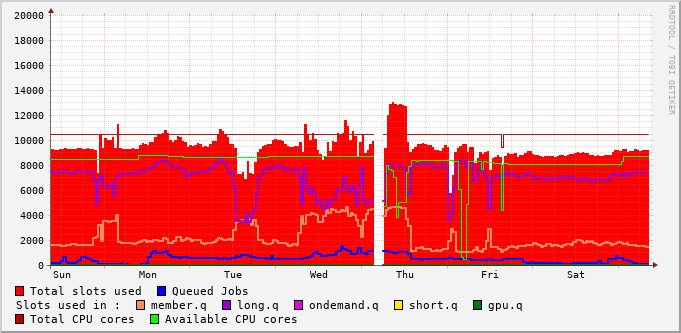 20000
18000
16000
14000
12000
10000
8000
6000
4000
2000
0
Sun Mon Tue Wed Thu Fri Sat
RRDTOOL / TOBI OETIKER
Total slots used Queued Jobs
Slots used in : member.q long.q ondemand.q short.q gpu.q
Total CPU cores Available CPU cores